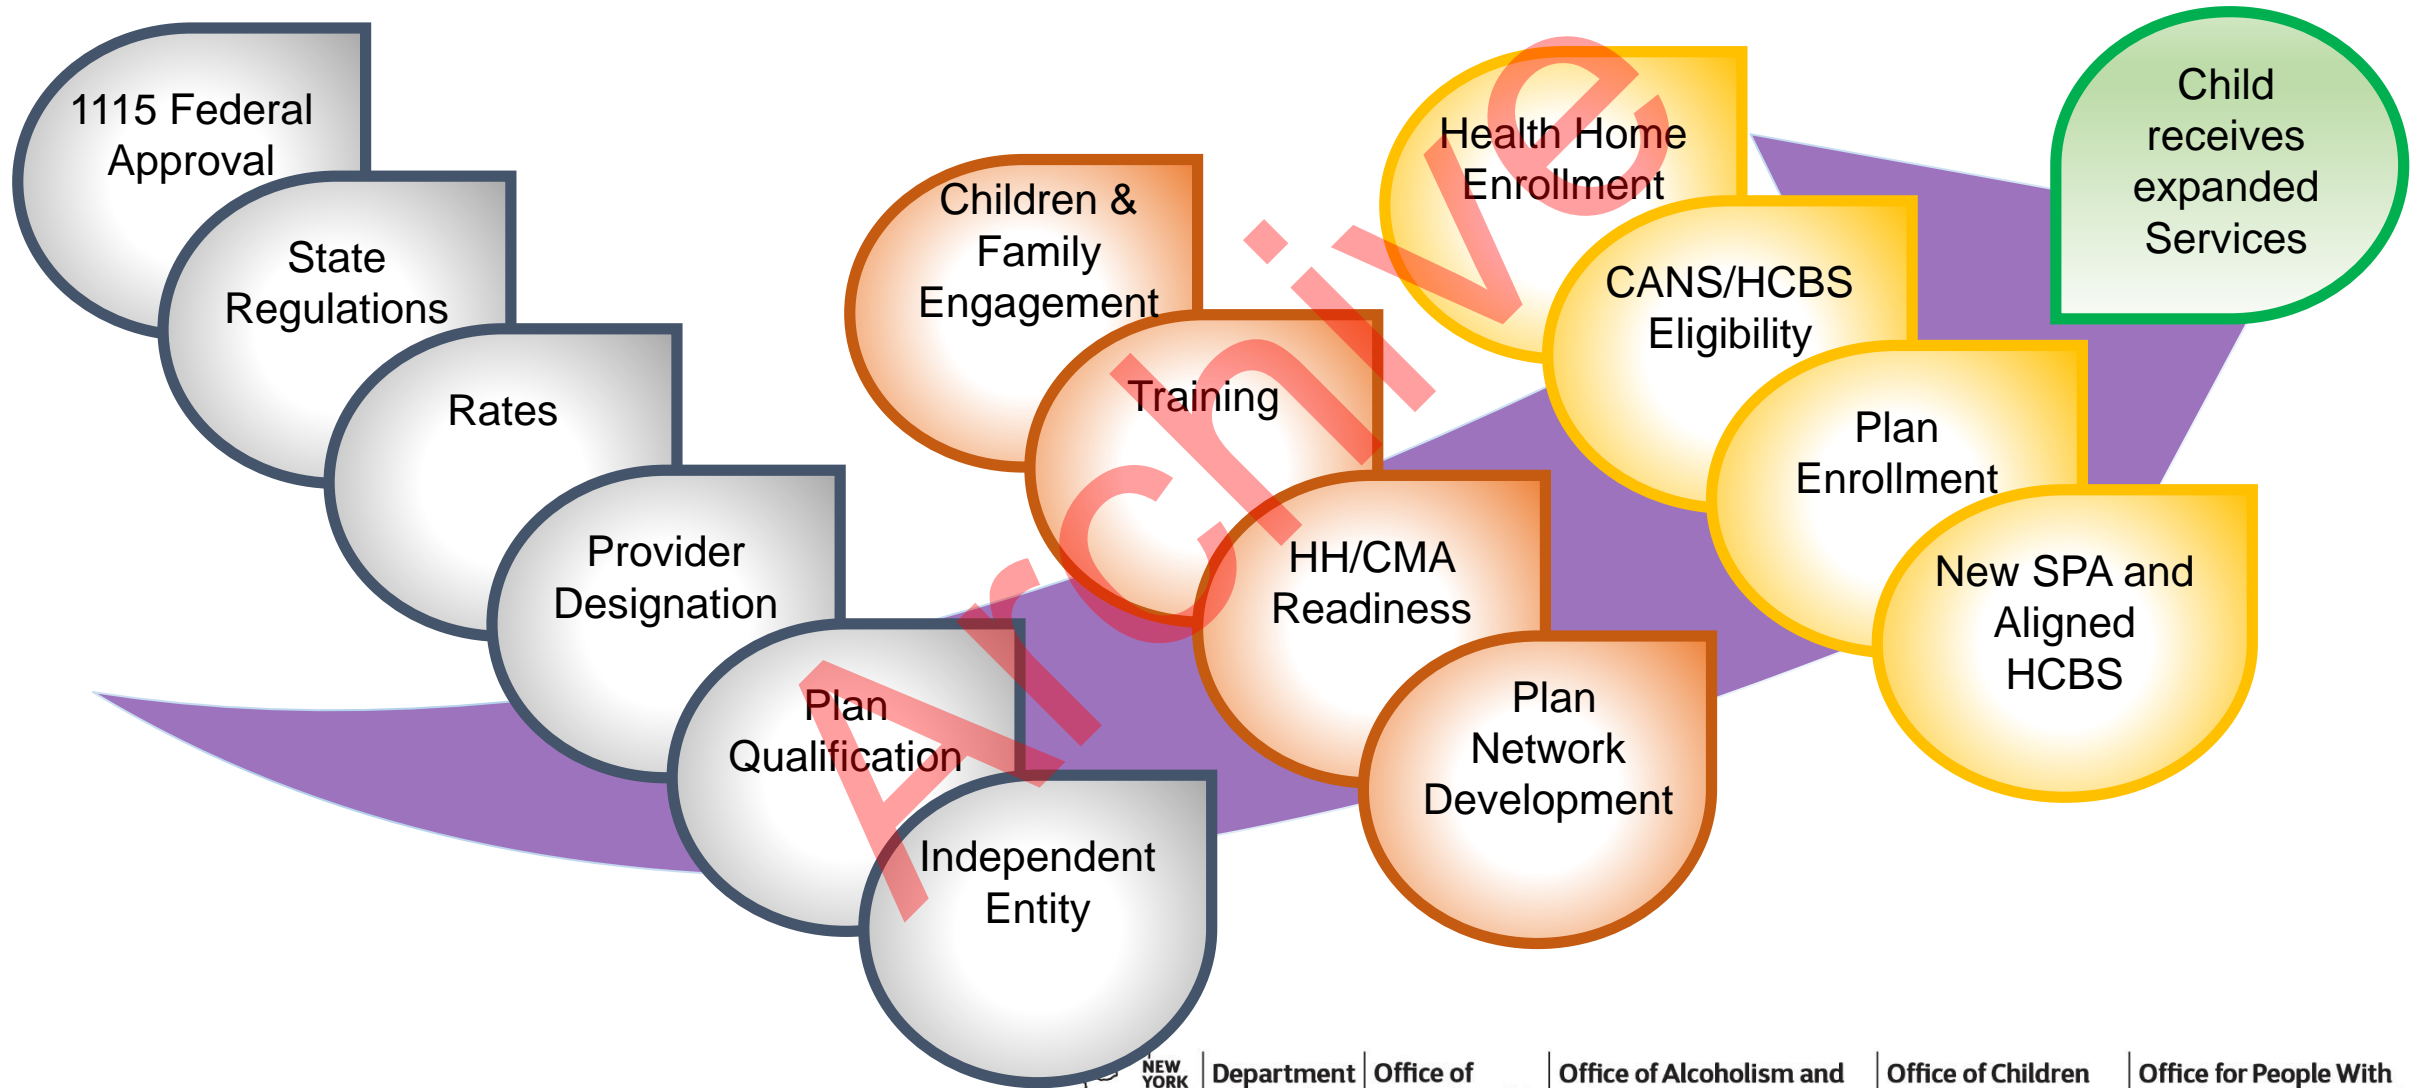 1115 Federal
Approval
State
Regulations
Rates
Provider
Designation
Plan
Qualification
Independent
Entity
Children &
Family
Engagement
Training
HH/CMA
Readiness
Plan
Network
Development
Health Home
Enrollment
CANS/HCBS
Eligibility
Plan
Enrollment
New SPA and
Aligned
HCBS
Child
receives
expanded
Services
Archive
NEW
YORK
Department
Office of
Office of Alcoholism and
Office of Children
Office for People With